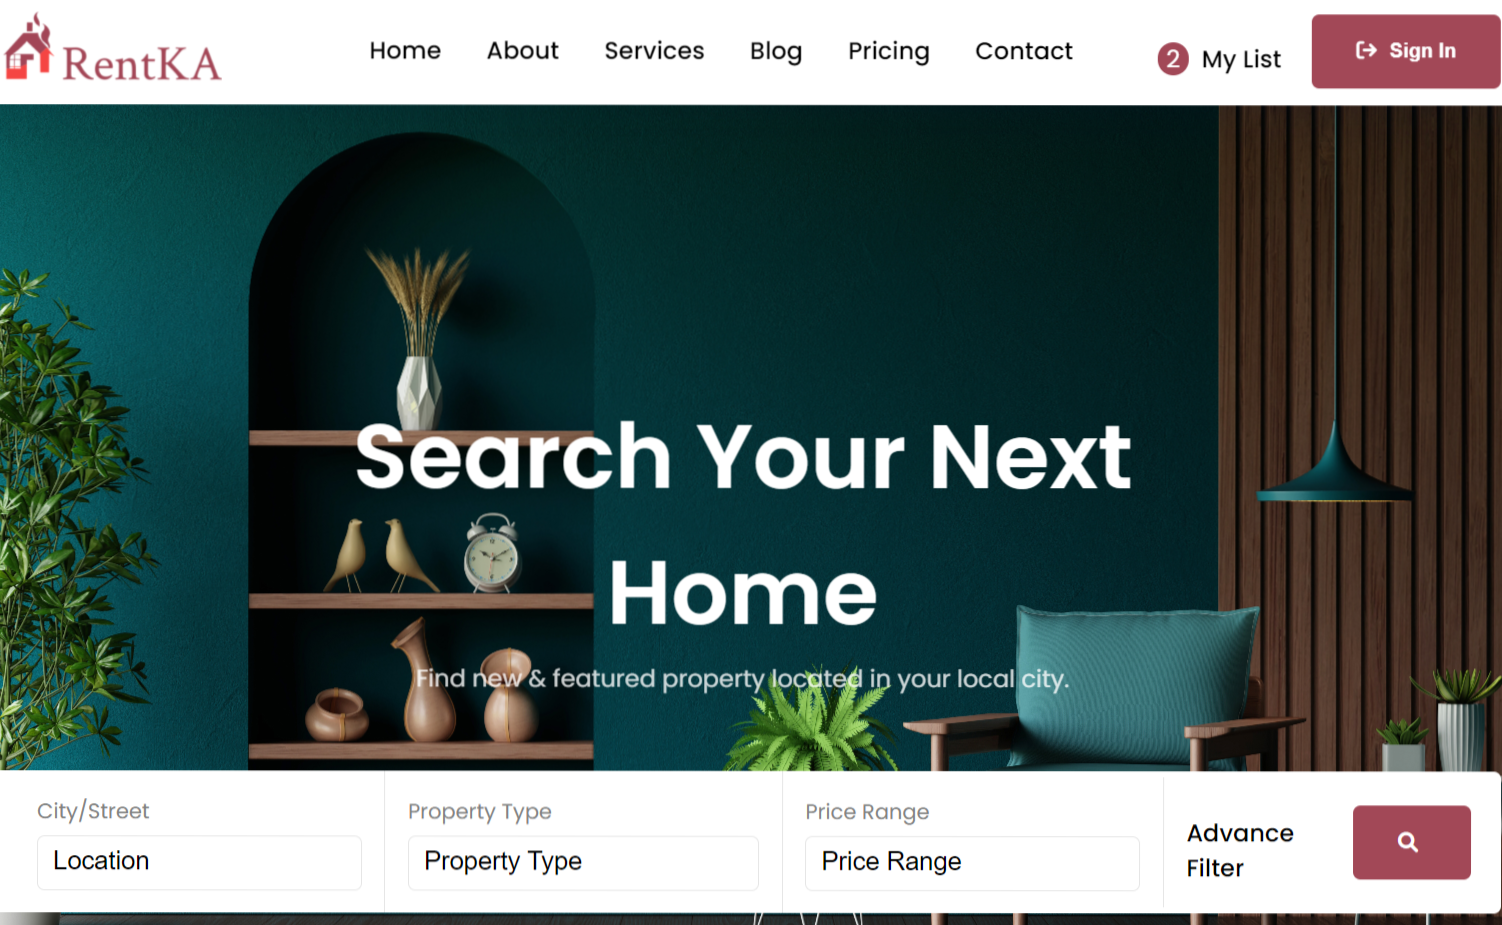 RentKA
Home About Services Blog Pricing Contact 2 My List Sign In
Search Your Next
Home
Find new & featured property located in your local city.
City/Street
Location
Property Type
Property Type
Price Range
Price Range
Advance
Filter